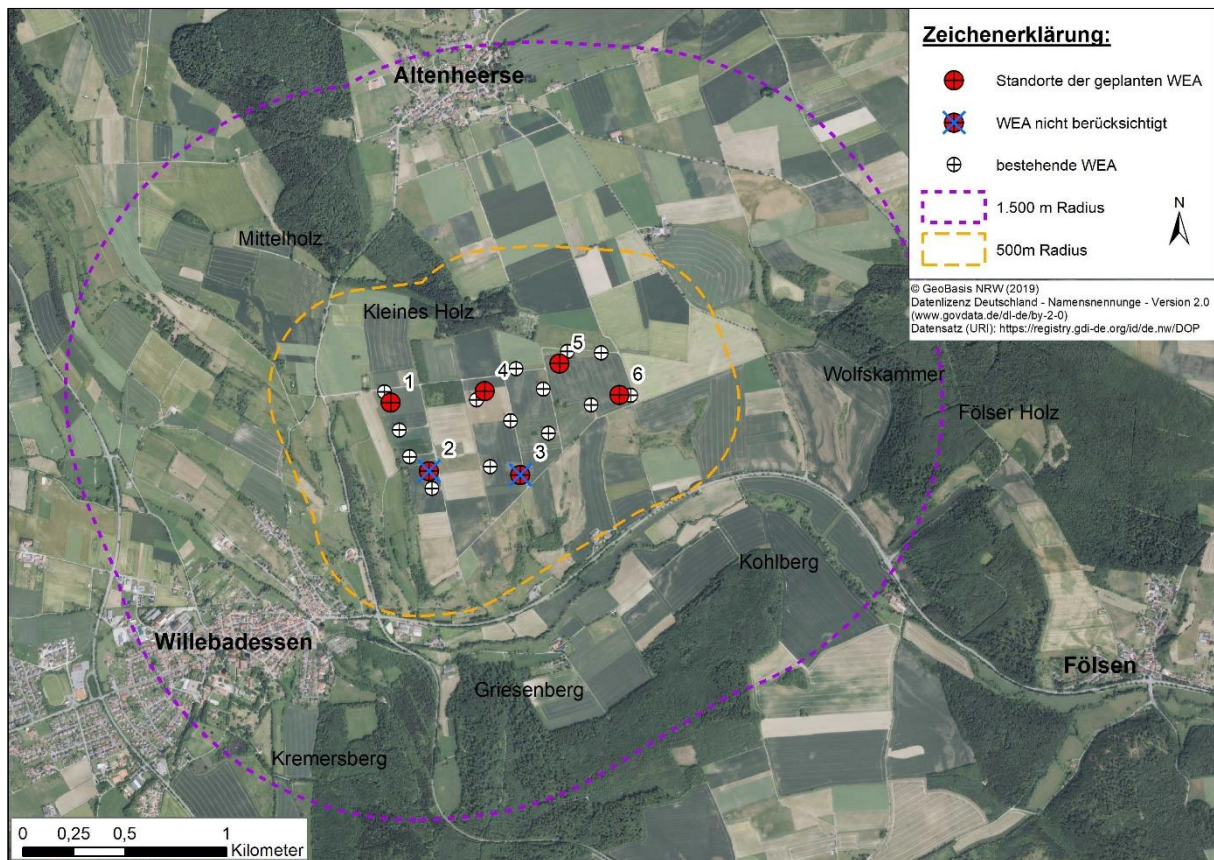 Zeichenerklärung:
Standorte der geplanten WEA
WEA nicht berücksichtigt
bestehende WEA
1.500 m Radius
500m Radius
N
© GeoBasis NRW (2019)
Datenlizenz Deutschland - Namensnennunge - Version 2.0
(www.govdata.de/dl-de/by-2-0)
Datensatz (URI): https://registry.gdi-de.org/id/de.nw/DOP
Altenheerse
Mittelholz
Kleines Holz
5
4
1
6
Wolfskammer
Fölser Holz
2
3
Kohlberg
Willebadessen
Fölsen
Griesenberg
Kremersberg
0 0,25 0,5 1
Kilometer